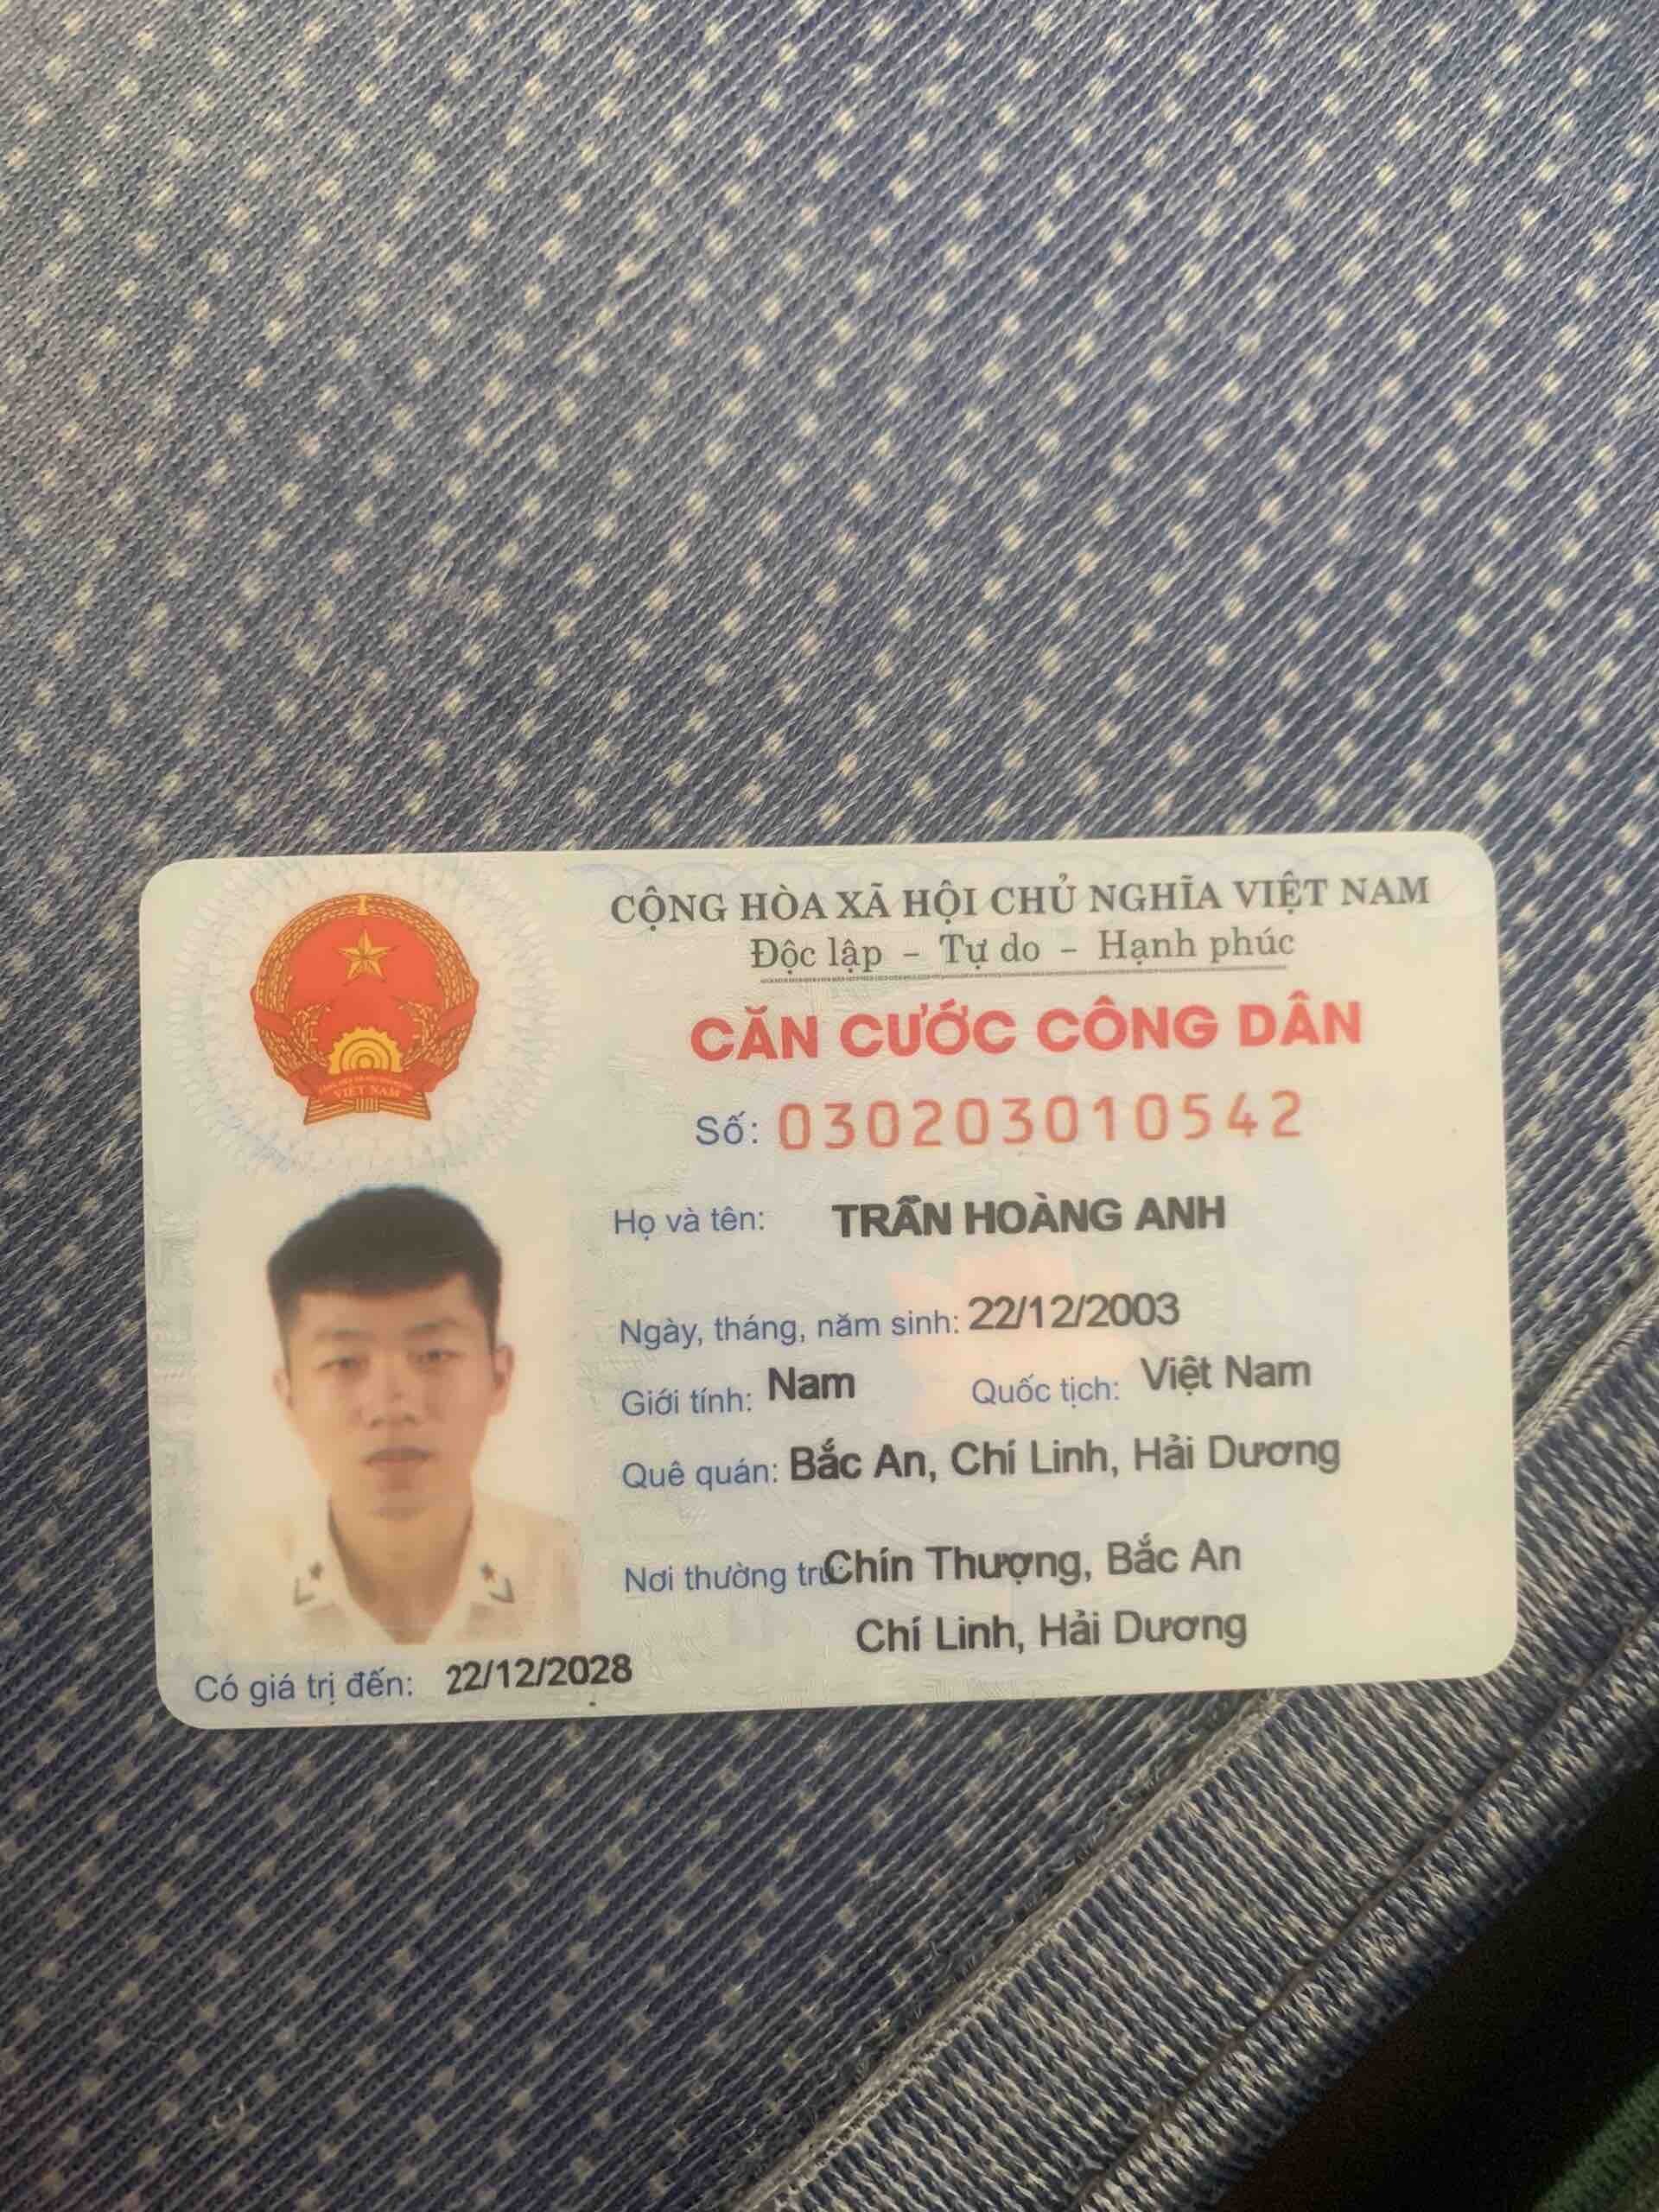 CỘNG HÒA XÃ HỘI CHỦ NGHĨA VIỆT NAM
Độc lập – Tự do – Hạnh phúc
CĂN CƯỚC CÔNG DÂN
Số: 030203010542
Họ và tên: TRẦN HOÀNG ANH
Ngày, tháng, năm sinh: 22/12/2003
Giới tính: Nam Quốc tịch: Việt Nam
Quê quán: Bắc An, Chí Linh, Hải Dương
Nơi thường trú Chín Thượng, Bắc An
Chí Linh, Hải Dương
Có giá trị đến: 22/12/2028
VIỆT NAM